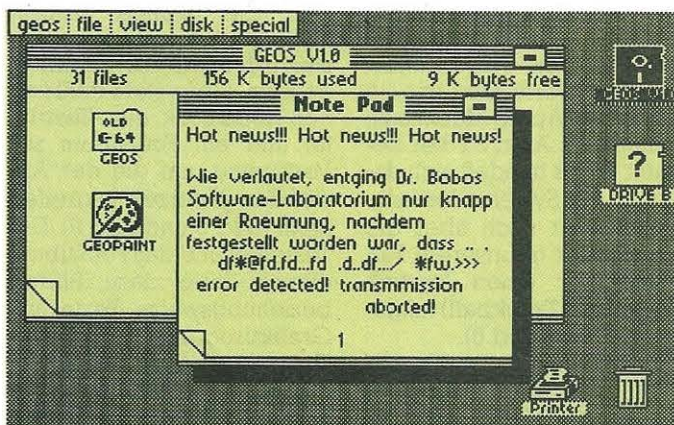 geos file view disk special
GEOS V1.0
31 files 156 K bytes used 9 K bytes free
OLD
C-64
GEOS
GEOPAINT
Note Pad
Hot news!!! Hot news!!! Hot news!
Wie verlautet, entging Dr. Bobos
Software-Laboratorium nur knapp
einer Raeumung, nachdem
festgestellt worden war, dass .. .
df*@fd.fd...fd .d..df.../ *fw.>>>
error detected! transmmission
aborted!
1
?
DRIVE B
Printer